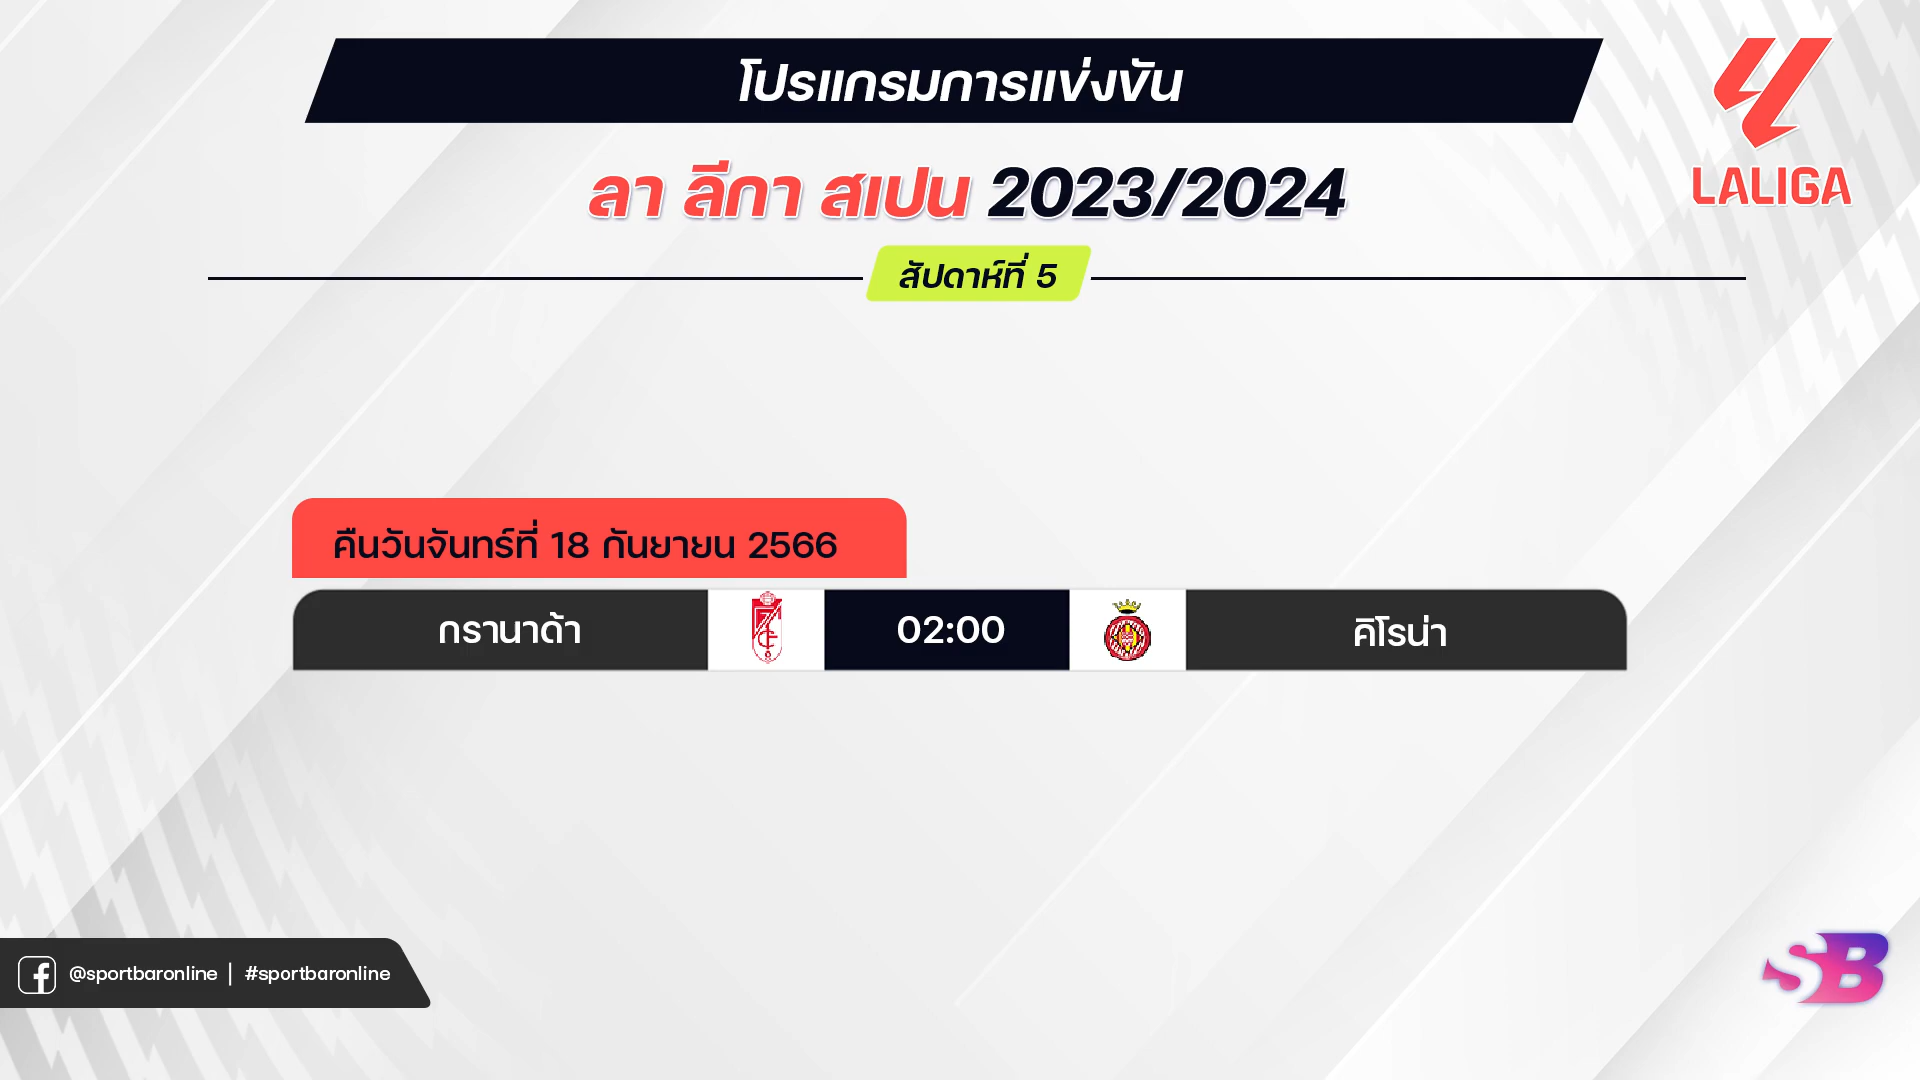 โปรแกรมการแข่งขัน
ลา ลีกา สเปน 2023/2024
LALIGA
สัปดาห์ที่ 5
คืนวันจันทร์ที่ 18 กันยายน 2566
กรานาด้า 02:00 คิโรน่า
@sportbaronline | #sportbaronline
SB